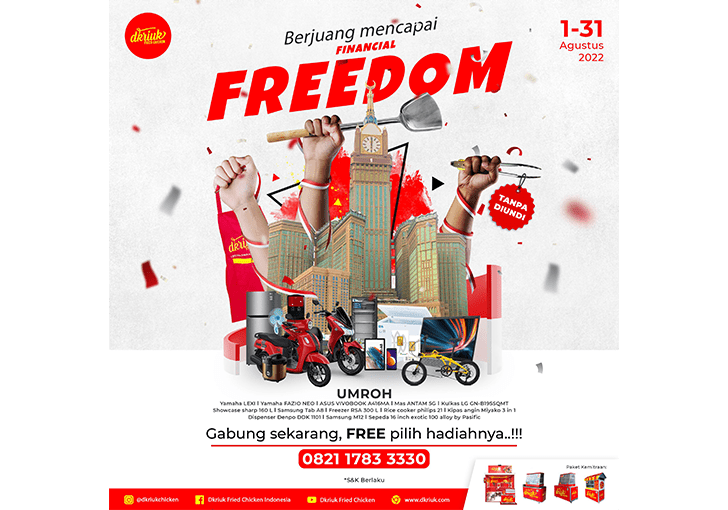 dkriuk
FRIED CHICKEN
Berjuang mencapai
FINANCIAL
FREEDOM
1-31
Agustus
2022
TANPA
DIUNDI
dkriuk
UMROH
Yamaha LEXI | Yamaha FAZIO NEO | ASUS VIVOBOOK A416MA | Mas ANTAM 5G | Kulkas LG GN-B195SQMT
Showcase sharp 160 L | Samsung Tab A8 | Freezer RSA 300 L | Rice cooker philips 21 | Kipas angin Miyako 3 in 1
Dispenser Denpo DDK 1101 | Samsung M12 | Sepeda 16 inch exotic 100 alloy by Pasific
Gabung sekarang, FREE pilih hadiahnya..!!!
0821 1783 3330
*S&K Berlaku
Paket Kemitraan:
@dkriukchicken
Dkriuk Fried Chicken Indonesia
Dkriuk Fried Chicken
www.dkriuk.com